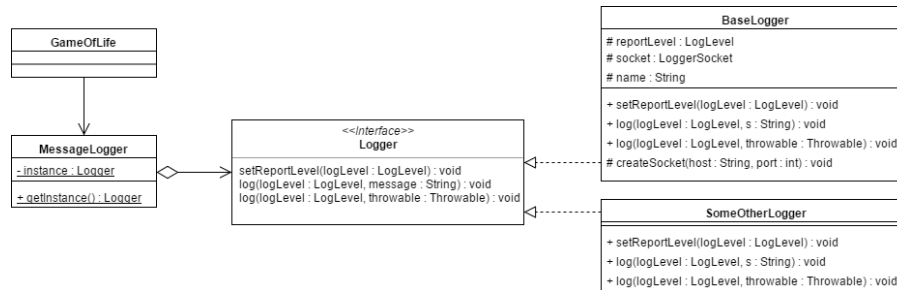 GameOfLife
MessageLogger
- instance : Logger
+ getInstance() : Logger
<<Interface>>
Logger
setReportLevel(logLevel : LogLevel) : void
log(logLevel : LogLevel, message : String) : void
log(logLevel : LogLevel, throwable : Throwable) : void
BaseLogger
# reportLevel : LogLevel
# socket : LoggerSocket
# name : String
+ setReportLevel(logLevel : LogLevel) : void
+ log(logLevel : LogLevel, s : String) : void
+ log(logLevel : LogLevel, throwable : Throwable) : void
# createSocket(host : String, port : int) : void
SomeOtherLogger
+ setReportLevel(logLevel : LogLevel) : void
+ log(logLevel : LogLevel, s : String) : void
+ log(logLevel : LogLevel, throwable : Throwable) : void